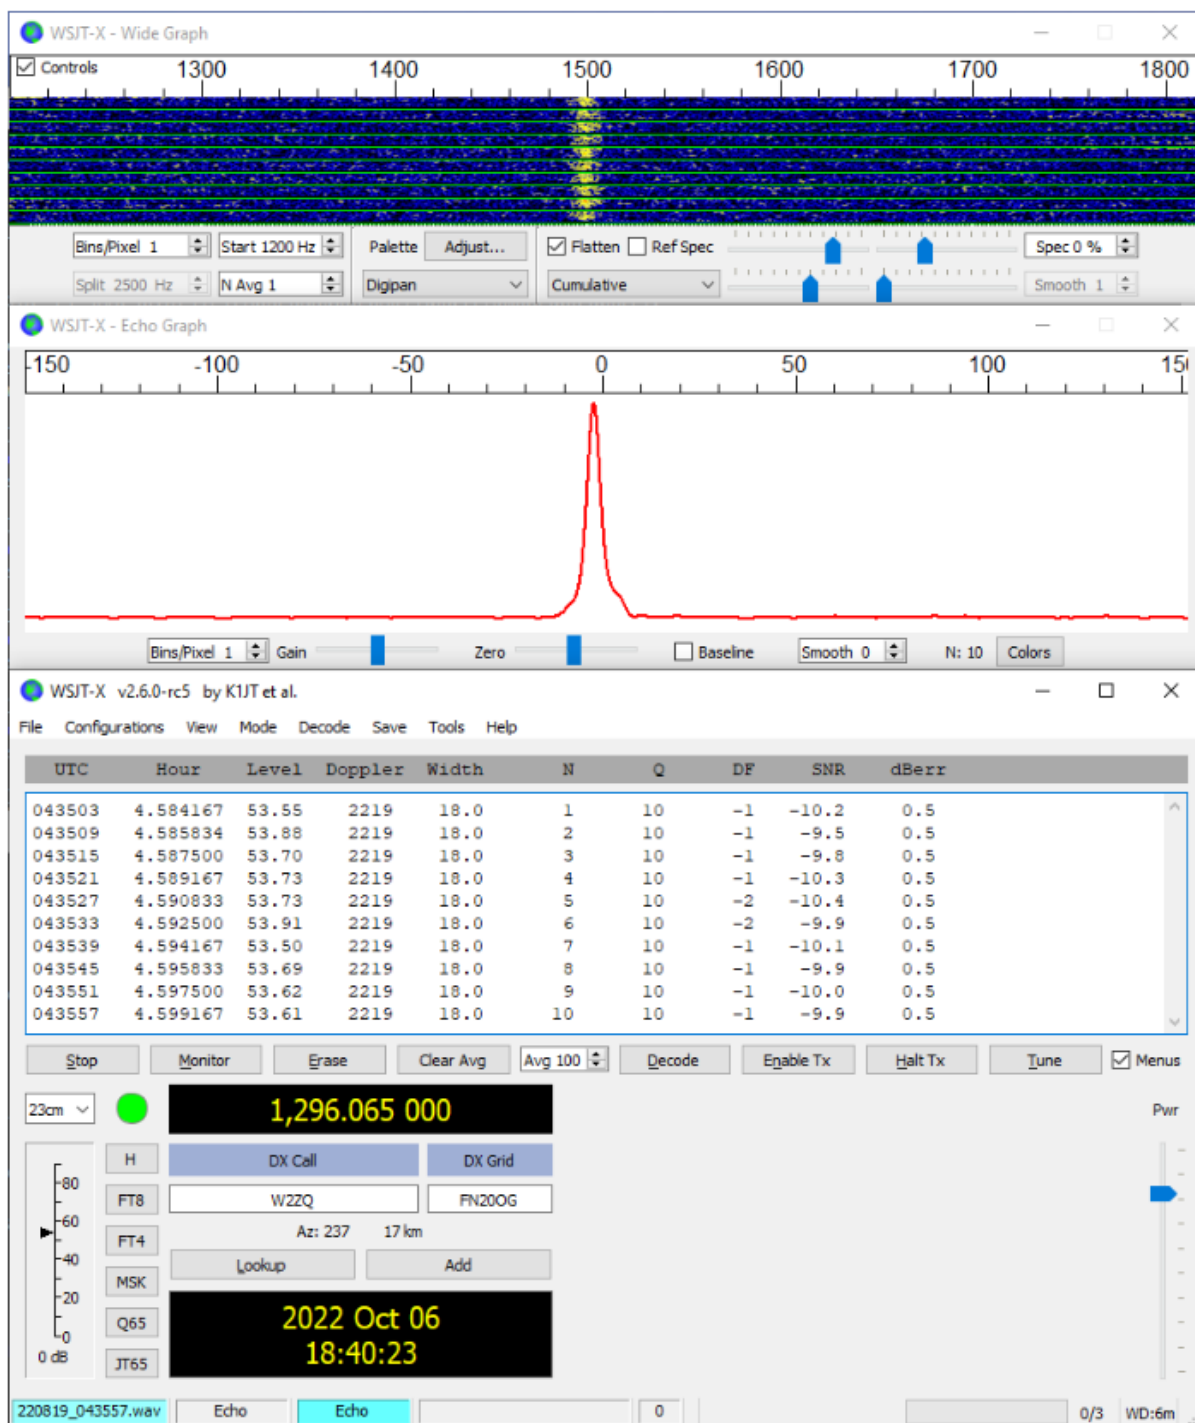 WSJT-X - Wide Graph
Controls 1300 1400 1500 1600 1700 1800
Bins/Pixel 1 Start 1200 Hz Palette Adjust... Flatten Ref Spec Spec 0 %
Split 2500 Hz N Avg 1 Digipan Cumulative Smooth 1
WSJT-X - Echo Graph
-150 -100 -50 0 50 100 15
Bins/Pixel 1 Gain Zero Baseline Smooth 0 N: 10 Colors
WSJT-X v2.6.0-rc5 by K1JT et al.
File Configurations View Mode Decode Save Tools Help
UTC Hour Level Doppler Width N Q DF SNR dBerr
043503 4.584167 53.55 2219 18.0 1 10 -1 -10.2 0.5
043509 4.585834 53.88 2219 18.0 2 10 -1 -9.5 0.5
043515 4.587500 53.70 2219 18.0 3 10 -1 -9.8 0.5
043521 4.589167 53.73 2219 18.0 4 10 -1 -10.3 0.5
043527 4.590833 53.73 2219 18.0 5 10 -2 -10.4 0.5
043533 4.592500 53.91 2219 18.0 6 10 -2 -9.9 0.5
043539 4.594167 53.50 2219 18.0 7 10 -1 -10.1 0.5
043545 4.595833 53.69 2219 18.0 8 10 -1 -9.9 0.5
043551 4.597500 53.62 2219 18.0 9 10 -1 -10.0 0.5
043557 4.599167 53.61 2219 18.0 10 10 -1 -9.9 0.5
Stop Monitor Erase Clear Avg Avg 100 Decode Enable Tx Halt Tx Tune Menus
23cm 1,296.065 000 Pwr
H DX Call DX Grid
-80
FT8 W2ZQ FN20OG
-60
FT4 Az: 237 17 km
-40
Lookup Add
MSK
-20
Q65 2022 Oct 06
-0
0 dB JT65 18:40:23
220819_043557.wav Echo Echo 0 0/3 WD:6m